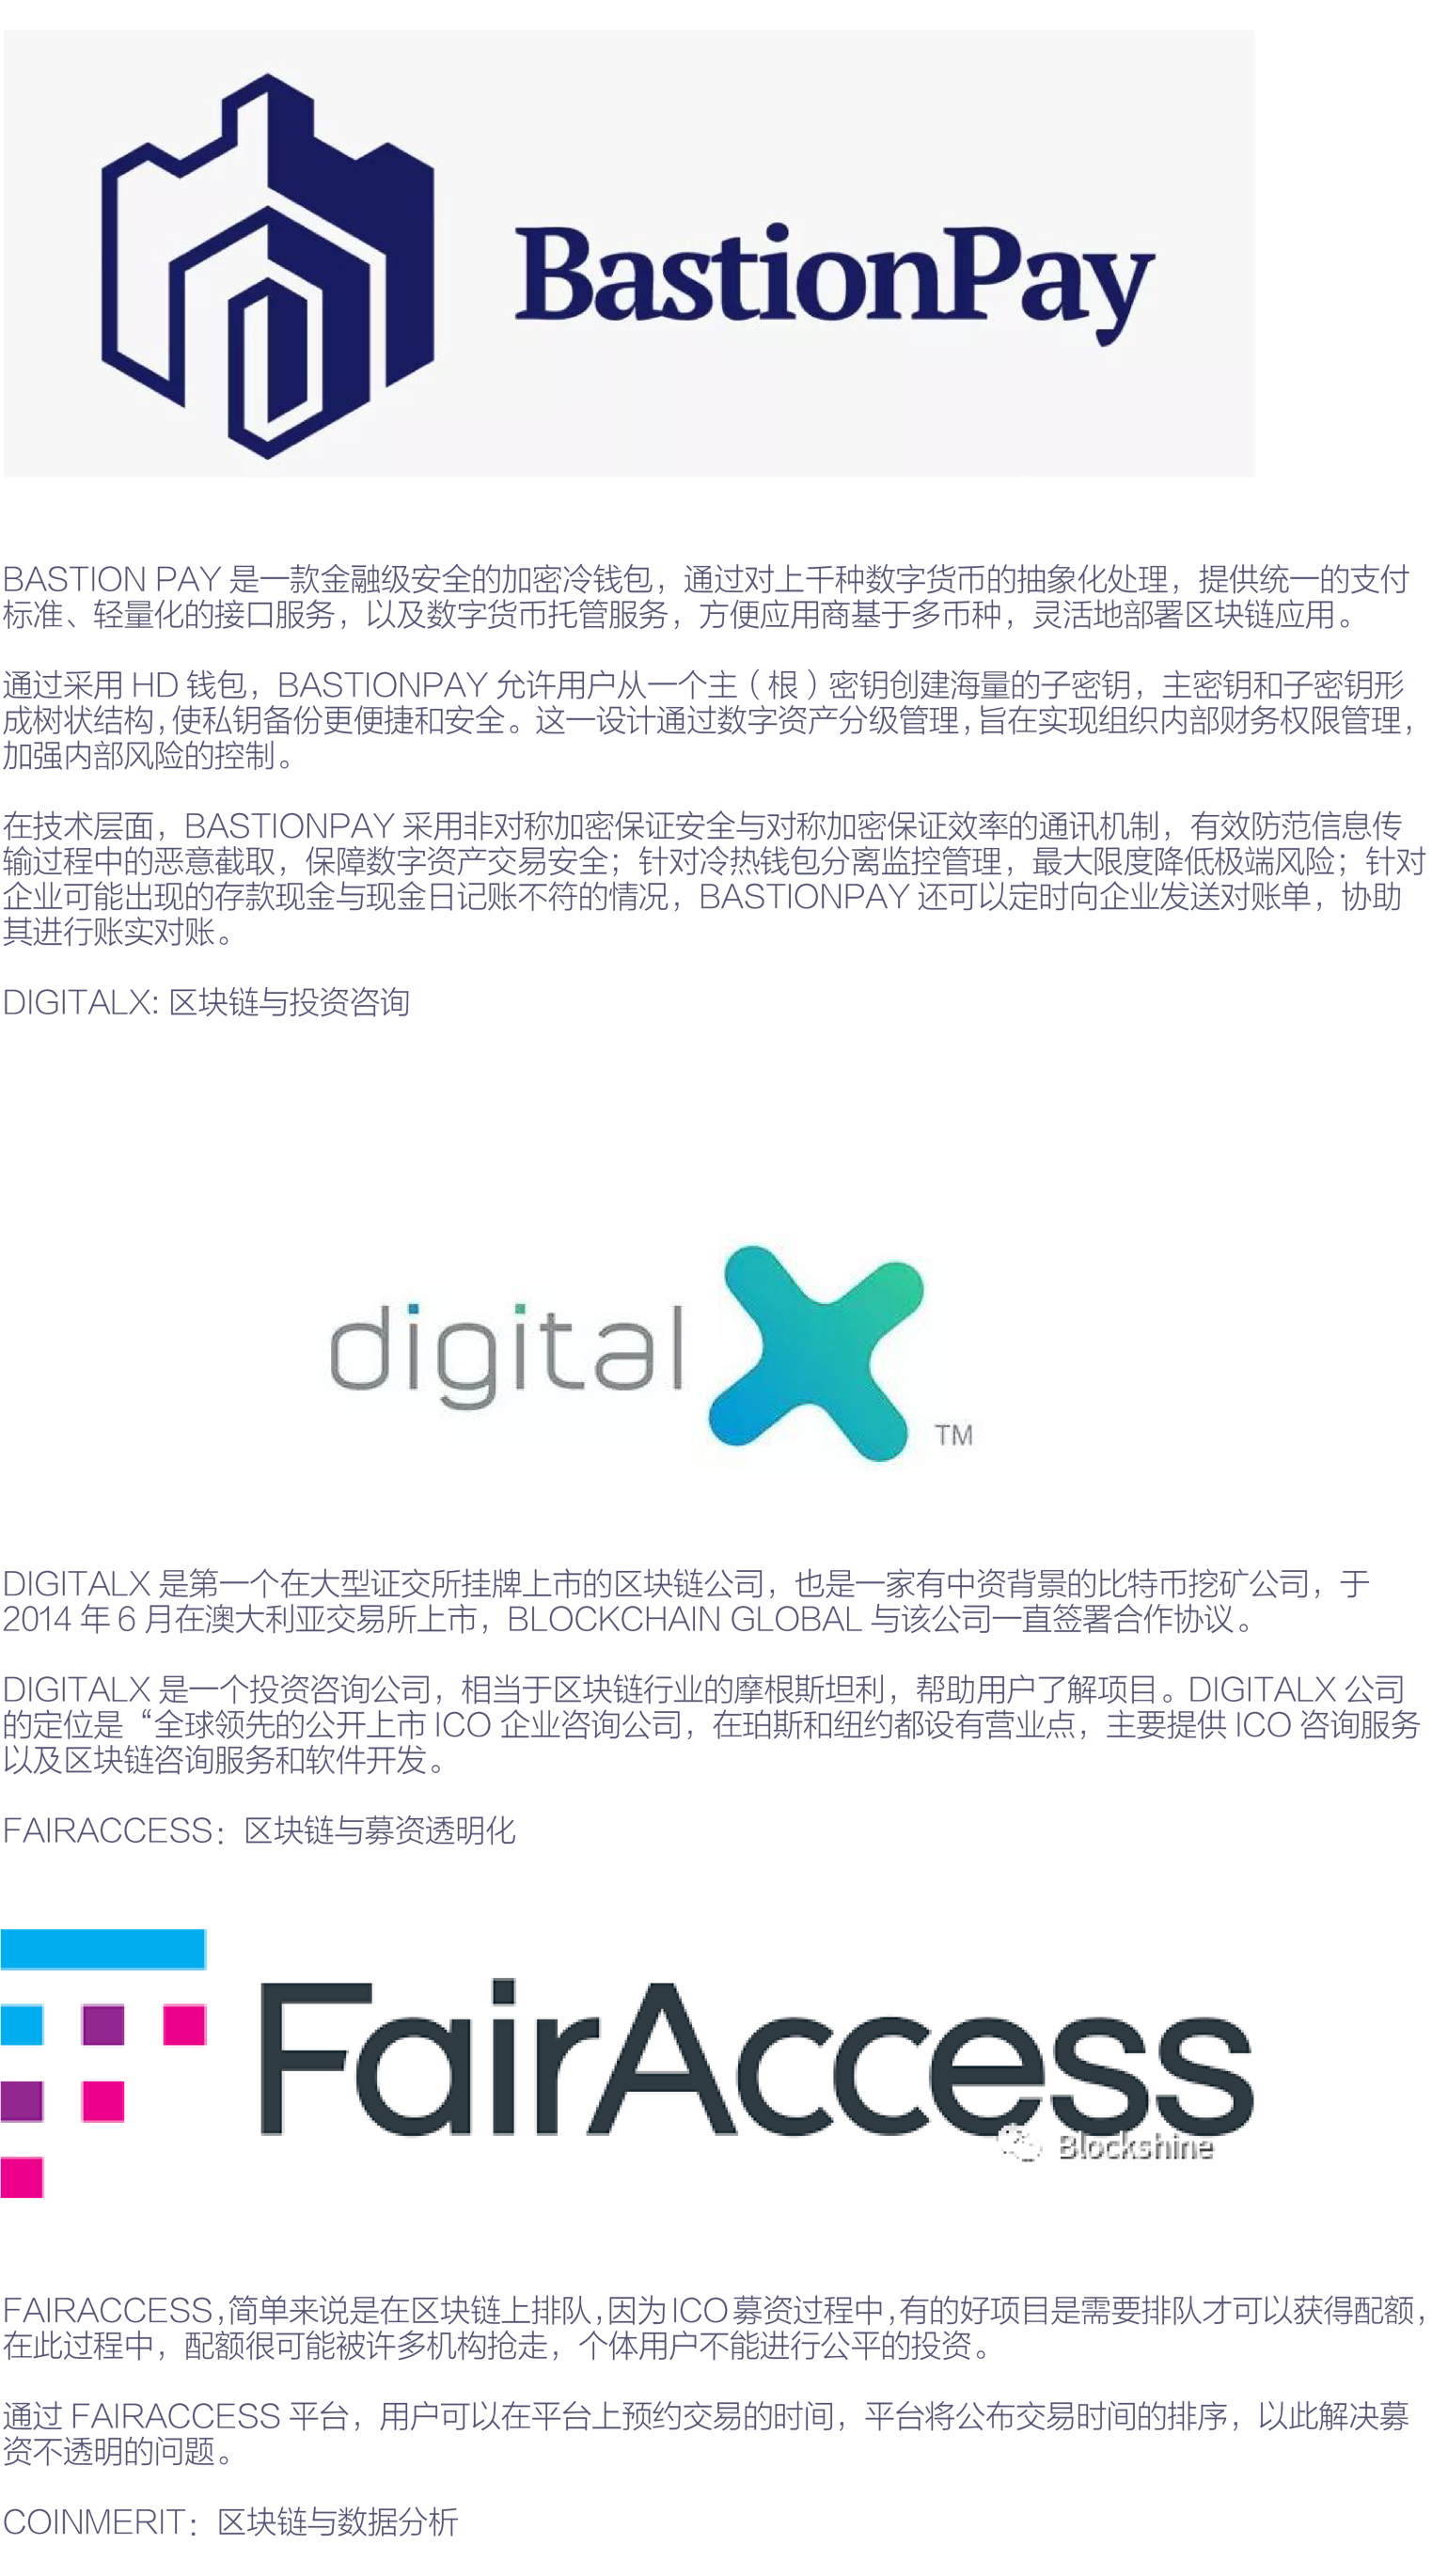 BastionPay
BASTION PAY 是一款金融级安全的加密冷钱包，通过对上千种数字货币的抽象化处理，提供统一的支付
标准、轻量化的接口服务，以及数字货币托管服务，方便应用商基于多币种，灵活地部署区块链应用。
通过采用 HD 钱包，BASTIONPAY 允许用户从一个主（根）密钥创建海量的子密钥，主密钥和子密钥形
成树状结构，使私钥备份更便捷和安全。这一设计通过数字资产分级管理，旨在实现组织内部财务权限管理，
加强内部风险的控制。
在技术层面，BASTIONPAY 采用非对称加密保证安全与对称加密保证效率的通讯机制，有效防范信息传
输过程中的恶意截取，保障数字资产交易安全；针对冷热钱包分离监控管理，最大限度降低极端风险；针对
企业可能出现的存款现金与现金日记账不符的情况，BASTIONPAY 还可以定时向企业发送对账单，协助
其进行账实对账。
DIGITALX: 区块链与投资咨询
digital X TM
DIGITALX 是第一个在大型证交所挂牌上市的区块链公司，也是一家有中资背景的比特币挖矿公司，于
2014 年 6 月在澳大利亚交易所上市，BLOCKCHAIN GLOBAL 与该公司一直签署合作协议。
DIGITALX 是一个投资咨询公司，相当于区块链行业的摩根斯坦利，帮助用户了解项目。DIGITALX 公司
的定位是“全球领先的公开上市 ICO 企业咨询公司，在珀斯和纽约都设有营业点，主要提供 ICO 咨询服务
以及区块链咨询服务和软件开发。
FAIRACCESS：区块链与募资透明化
FairAccess
Blockshine
FAIRACCESS，简单来说是在区块链上排队，因为 ICO 募资过程中，有的好项目是需要排队才可以获得配额，
在此过程中，配额很可能被许多机构抢走，个体用户不能进行公平的投资。
通过 FAIRACCESS 平台，用户可以在平台上预约交易的时间，平台将公布交易时间的排序，以此解决募
资不透明的问题。
COINMERIT：区块链与数据分析